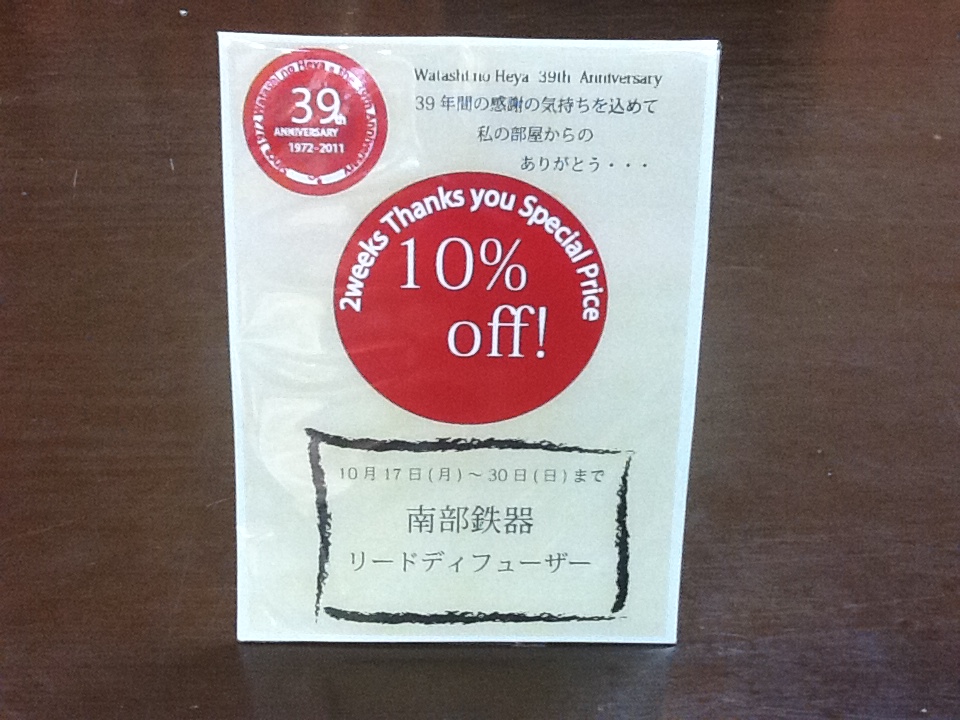 39th
ANNIVERSARY
1972-2011
Watashi no Heya 39th Anniversary
39年間の感謝の気持ちを込めて
私の部屋からの
ありがとう・・・
2weeks Thanks you Special Price
10%
off!
10月17日(月)～30日(日)まで
南部鉄器
リードディフューザー